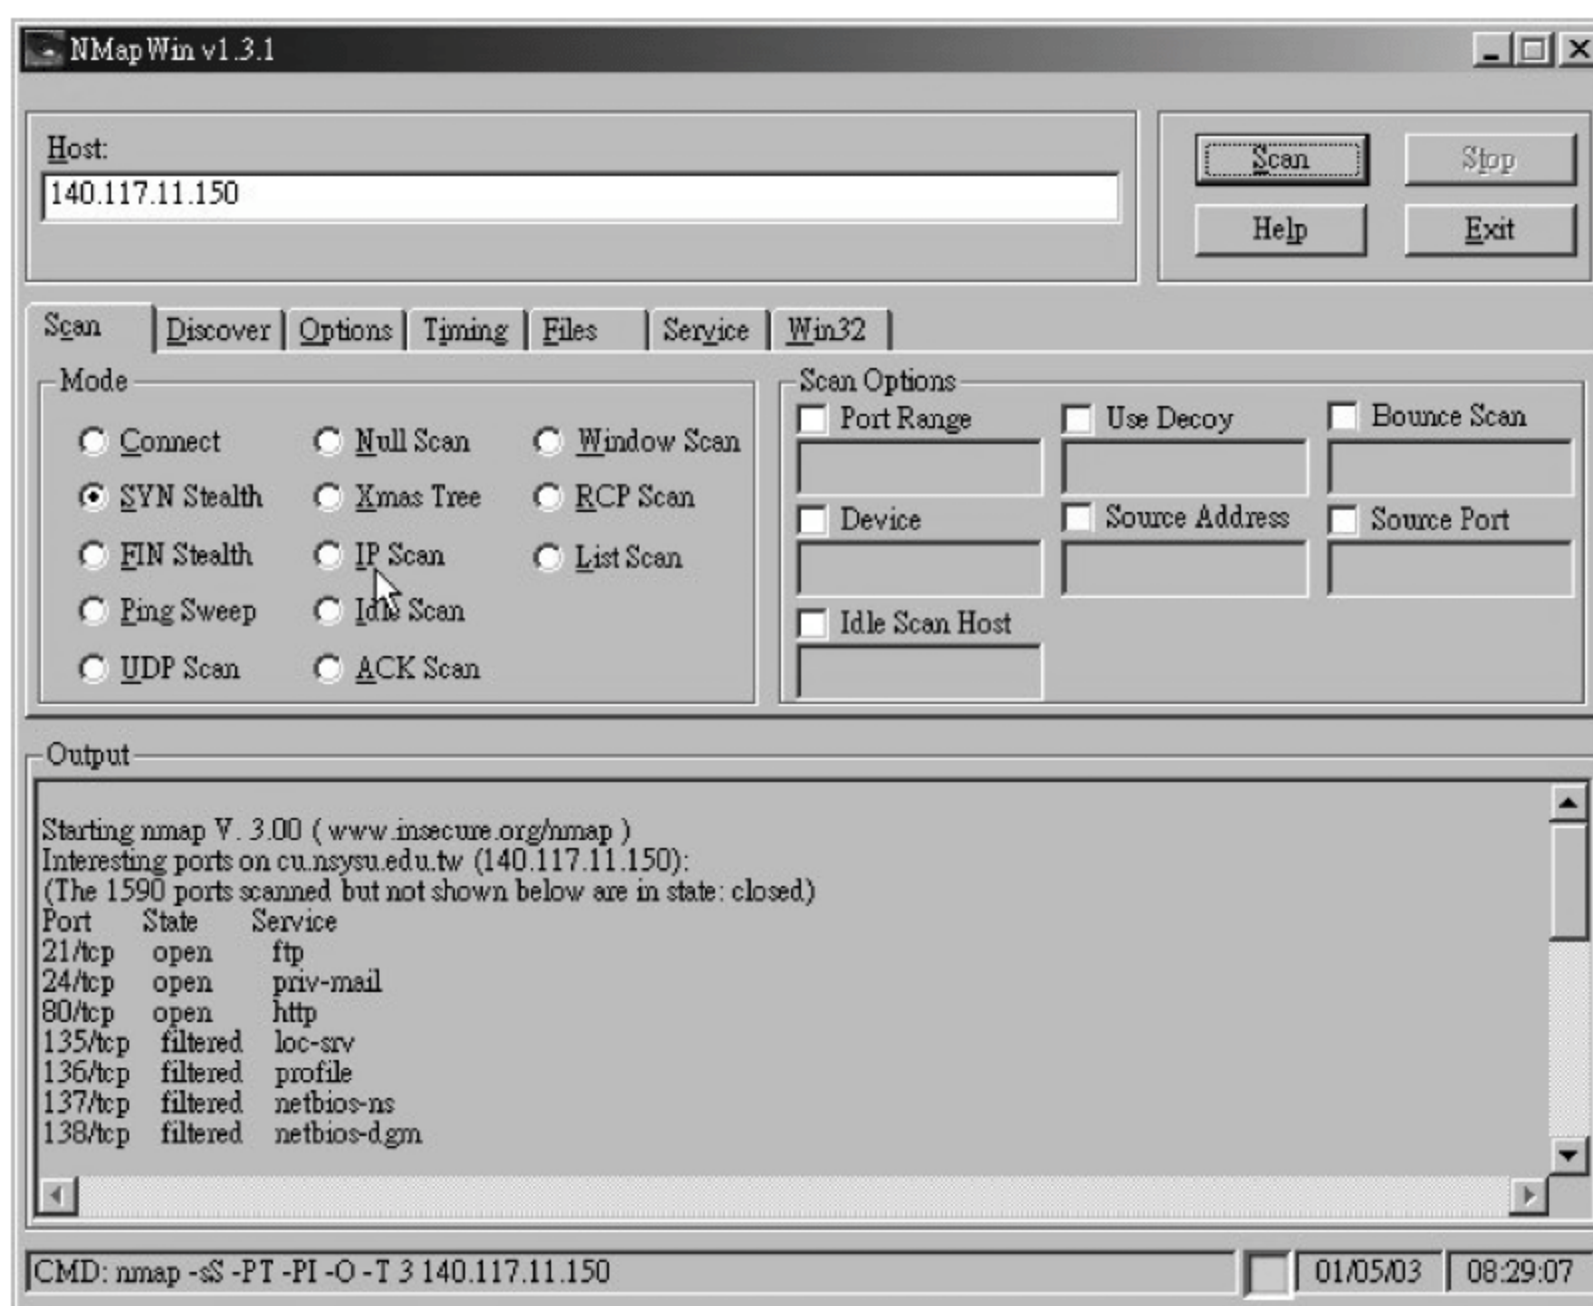 NMapWin v1.3.1
Host:
140.117.11.150
Scan
Stop
Help
Exit
Scan Discover Options Timing Files Service Win32
Mode
Connect Null Scan Window Scan
SYN Stealth Xmas Tree RCP Scan
FIN Stealth IP Scan List Scan
Ping Sweep Idle Scan
UDP Scan ACK Scan
Scan Options
Port Range Use Decoy Bounce Scan
Device Source Address Source Port
Idle Scan Host
Output
Starting nmap V. 3.00 ( www.insecure.org/nmap )
Interesting ports on cu.nsysu.edu.tw (140.117.11.150):
(The 1590 ports scanned but not shown below are in state: closed)
Port State Service
21/tcp open ftp
24/tcp open priv-mail
80/tcp open http
135/tcp filtered loc-srv
136/tcp filtered profile
137/tcp filtered netbios-ns
138/tcp filtered netbios-dgm
CMD: nmap -sS -PT -PI -O -T 3 140.117.11.150
01/05/03
08:29:07